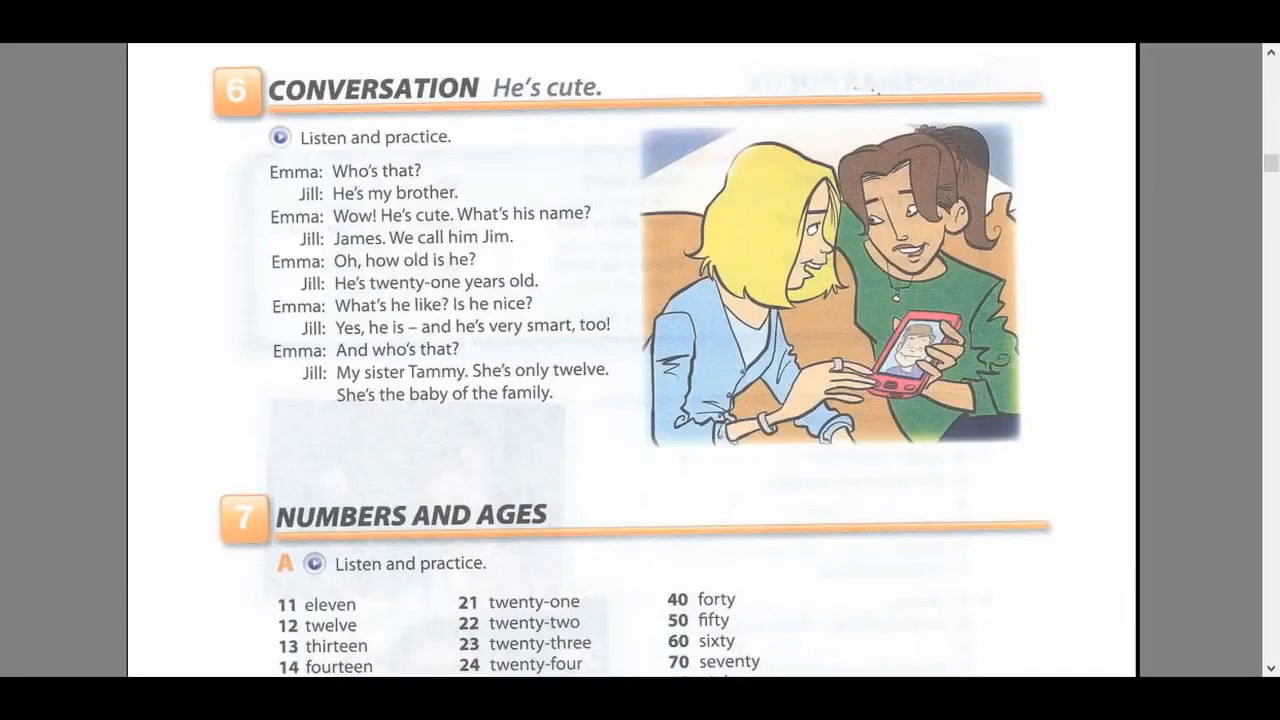 6 CONVERSATION He's cute.
Listen and practice.
Emma: Who's that?
Jill: He's my brother.
Emma: Wow! He's cute. What's his name?
Jill: James. We call him Jim.
Emma: Oh, how old is he?
Jill: He's twenty-one years old.
Emma: What's he like? Is he nice?
Jill: Yes, he is – and he's very smart, too!
Emma: And who's that?
Jill: My sister Tammy. She's only twelve.
She's the baby of the family.
7 NUMBERS AND AGES
A Listen and practice.
11 eleven
12 twelve
13 thirteen
14 fourteen
21 twenty-one
22 twenty-two
23 twenty-three
24 twenty-four
40 forty
50 fifty
60 sixty
70 seventy